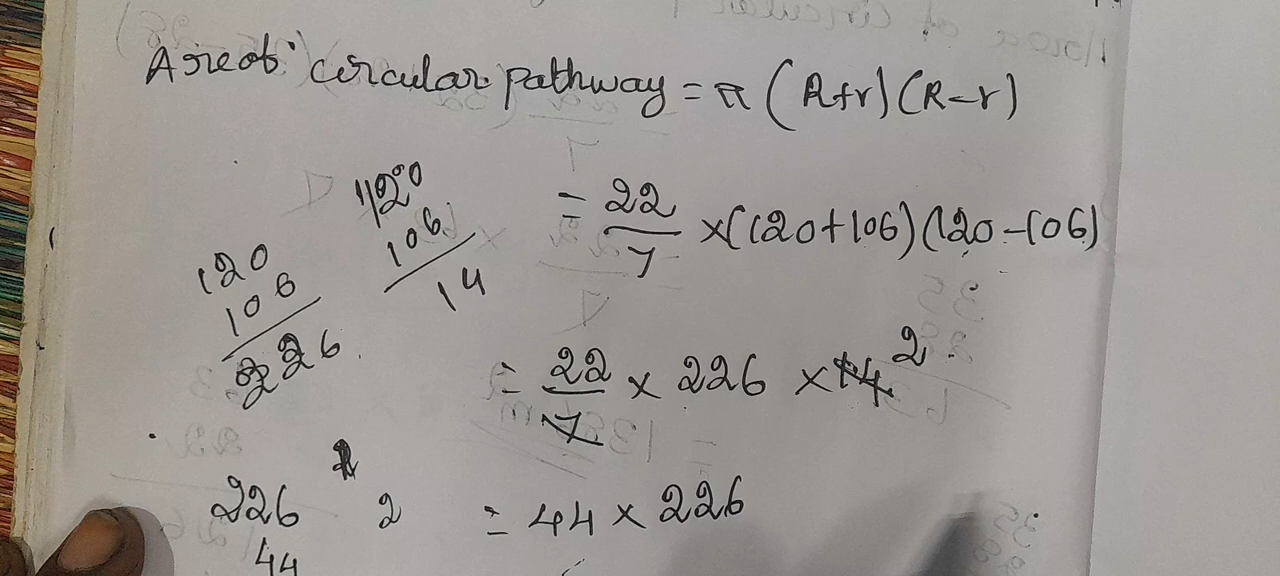 Area of circular pathway = π (R+r) (R-r)
= 22/7 × (120+106) (120-106)
120
106
14
120
106
226
= 22/7 × 226 × 14 2
= 44 × 226
226 2
44